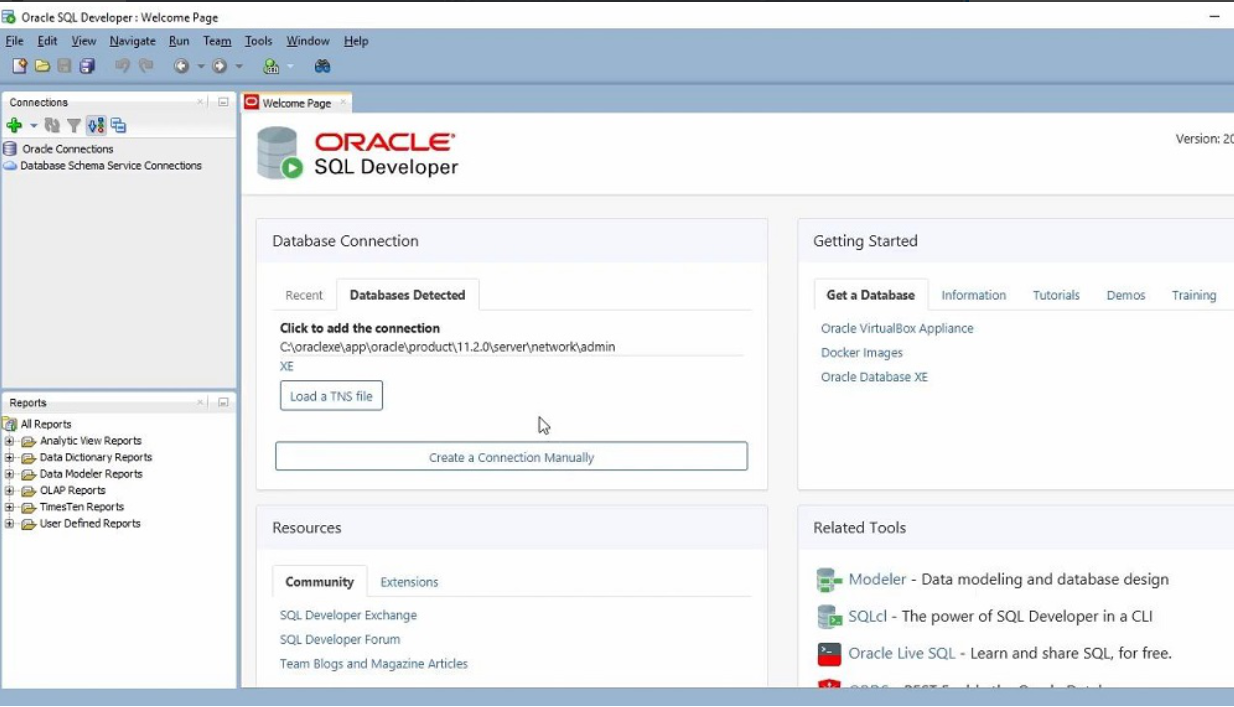 Oracle SQL Developer : Welcome Page
File Edit View Navigate Run Team Tools Window Help
Connections
Oracle Connections
Database Schema Service Connections
Reports
All Reports
Analytic View Reports
Data Dictionary Reports
Data Modeler Reports
OLAP Reports
TimesTen Reports
User Defined Reports
Welcome Page
ORACLE
SQL Developer
Version: 20
Database Connection
Recent Databases Detected
Click to add the connection
C:\oraclexe\app\oracle\product\11.2.0\server\network\admin
XE
Load a TNS file
Create a Connection Manually
Getting Started
Get a Database Information Tutorials Demos Training
Oracle VirtualBox Appliance
Docker Images
Oracle Database XE
Resources
Community Extensions
SQL Developer Exchange
SQL Developer Forum
Team Blogs and Magazine Articles
Related Tools
Modeler - Data modeling and database design
SQLcl - The power of SQL Developer in a CLI
Oracle Live SQL - Learn and share SQL, for free.